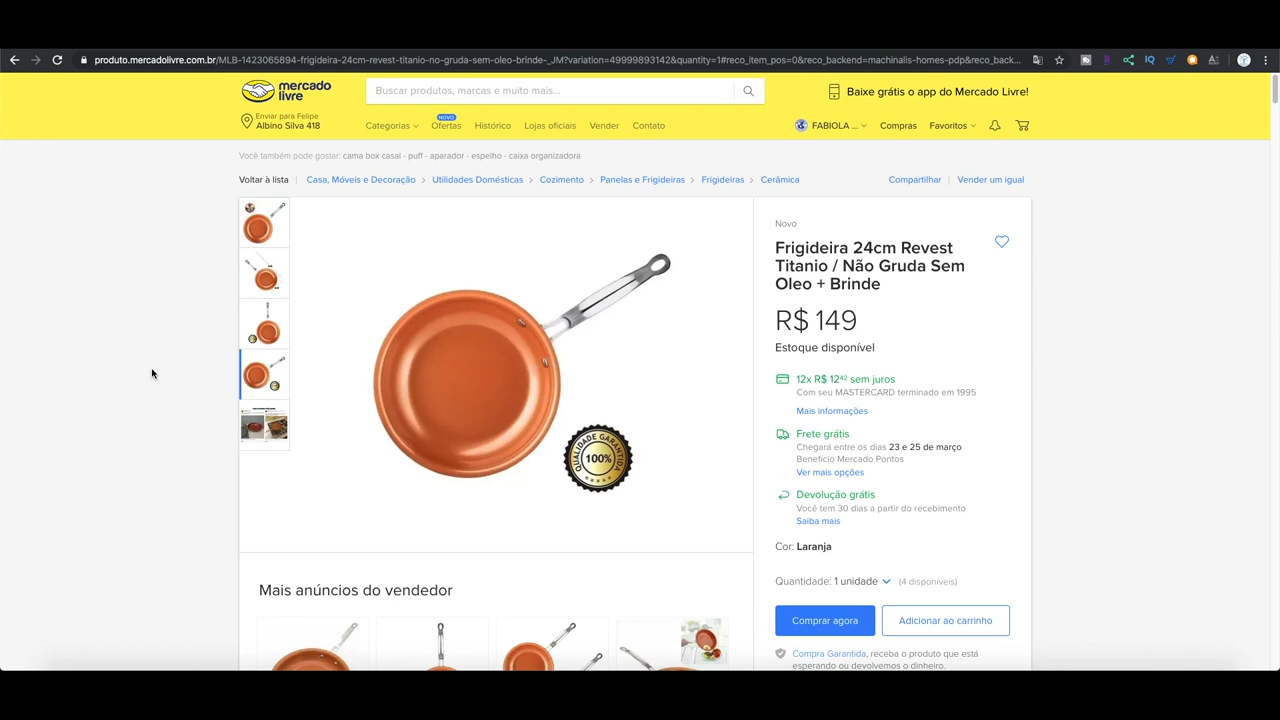 produto.mercadolivre.com.br/MLB-1423065894-frigideira-24cm-revest-titanio-no-gruda-sem-oleo-brinde-_JM?variation=49999893142&quantity=1#reco_item_pos=0&reco_backend=machinalis-homes-pdp&reco_back...
mercado
livre
Buscar produtos, marcas e muito mais...
Baixe grátis o app do Mercado Livre!
Enviar para Felipe
Albino Silva 418
NOVO
Categorias
Ofertas
Histórico
Lojas oficiais
Vender
Contato
FABIOLA ...
Compras
Favoritos
Você também pode gostar: cama box casal - puff - aparador - espelho - caixa organizadora
Voltar à lista
Casa, Móveis e Decoração
Utilidades Domésticas
Cozimento
Panelas e Frigideiras
Frigideiras
Cerâmica
Compartilhar
Vender um igual
Novo
Frigideira 24cm Revest
Titanio / Não Gruda Sem
Oleo + Brinde
R$ 149
Estoque disponível
12x R$ 12⁴² sem juros
Com seu MASTERCARD terminado em 1995
Mais informações
Frete grátis
Chegará entre os dias 23 e 25 de março
Benefício Mercado Pontos
Ver mais opções
Devolução grátis
Você tem 30 dias a partir do recebimento
Saiba mais
Cor: Laranja
Quantidade: 1 unidade (4 disponíveis)
Comprar agora
Adicionar ao carrinho
Compra Garantida, receba o produto que está
esperando ou devolvemos o dinheiro.
QUALIDADE GARANTIDA
100%
Mais anúncios do vendedor